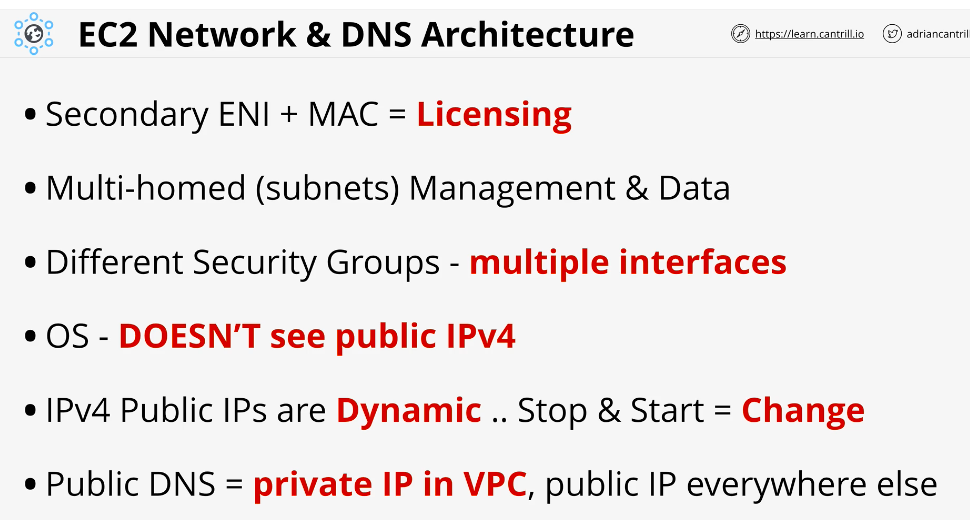 EC2 Network & DNS Architecture
https://learn.cantrill.io
adriancantrill
• Secondary ENI + MAC = Licensing
• Multi-homed (subnets) Management & Data
• Different Security Groups - multiple interfaces
• OS - DOESN'T see public IPv4
• IPv4 Public IPs are Dynamic .. Stop & Start = Change
• Public DNS = private IP in VPC, public IP everywhere else